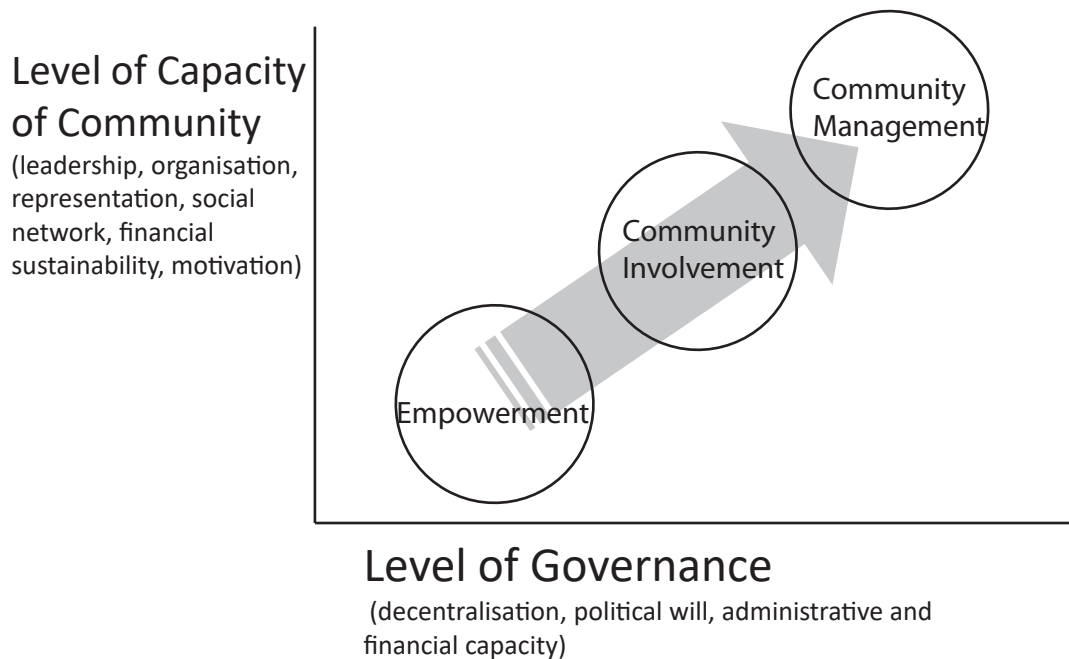 Level of Capacity
of Community
(leadership, organisation,
representation, social
network, financial
sustainability, motivation)
Community
Management
Community
Involvement
Empowerment
Level of Governance
(decentralisation, political will, administrative and
financial capacity)